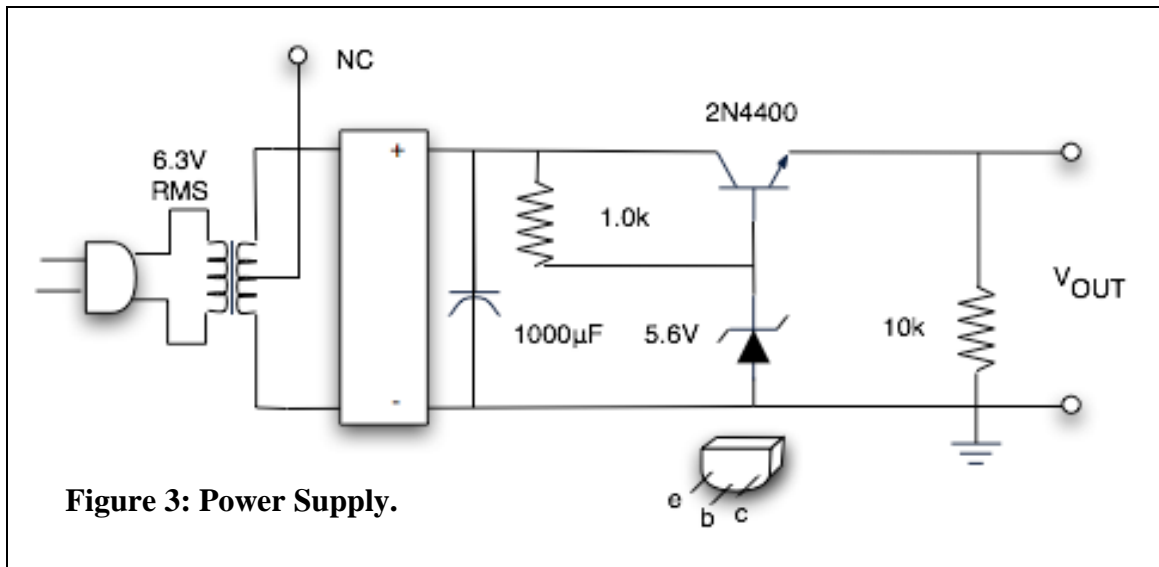 NC
2N4400
6.3V
RMS
+
1.0k
VOUT
1000µF
5.6V
10k
-
e
b
c
Figure 3: Power Supply.